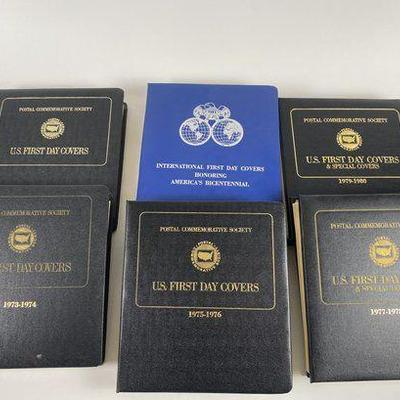 POSTAL COMMEMORATIVE SOCIETY
U.S. FIRST DAY COVERS
INTERNATIONAL FIRST DAY COVERS
HONORING
AMERICA'S BICENTENNIAL
POSTAL COMMEMORATIVE SOCIETY
U.S. FIRST DAY COVERS
& SPECIAL COVERS
1979-1980
COMMEMORATIVE SOCIETY
FIRST DAY COVERS
1973-1974
POSTAL COMMEMORATIVE SOCIETY
U.S. FIRST DAY COVERS
1975-1976
POSTAL COMMEMORATIVE
U.S. FIRST DAY
& SPECIAL
1977-197